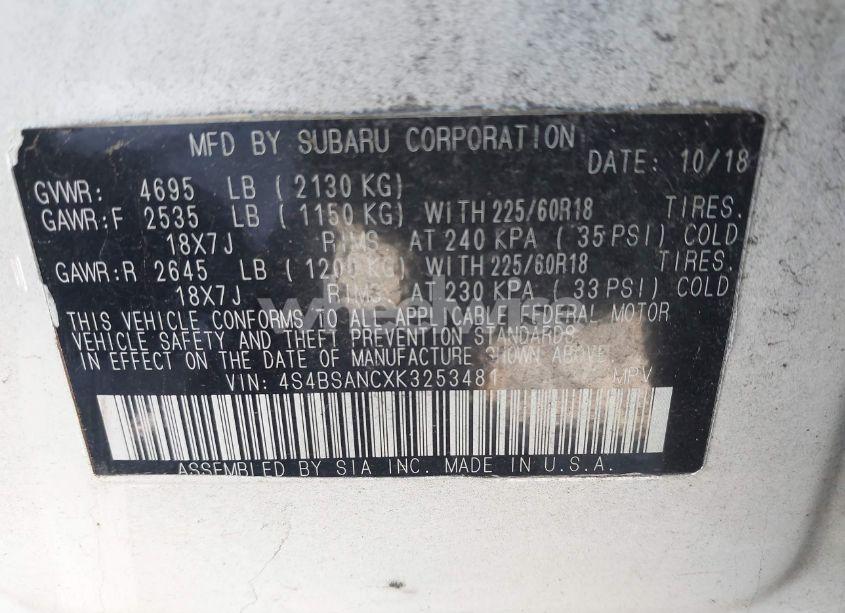 MFD BY SUBARU CORPORATION
DATE: 10/18
GVWR: 4695 LB ( 2130 KG)
GAWR:F 2535 LB ( 1150 KG) WITH 225/60R18 TIRES.
18X7J RIMS AT 240 KPA ( 35 PSI) COLD
GAWR:R 2645 LB ( 1200 KG) WITH 225/60R18 TIRES.
18X7J RIMS AT 230 KPA ( 33 PSI) COLD
THIS VEHICLE CONFORMS TO ALL APPLICABLE FEDERAL MOTOR
VEHICLE SAFETY AND THEFT PREVENTION STANDARDS
IN EFFECT ON THE DATE OF MANUFACTURE SHOWN ABOVE.
VIN: 4S4BSANCXK3253481 MPV
ASSEMBLED BY SIA INC. MADE IN U.S.A.